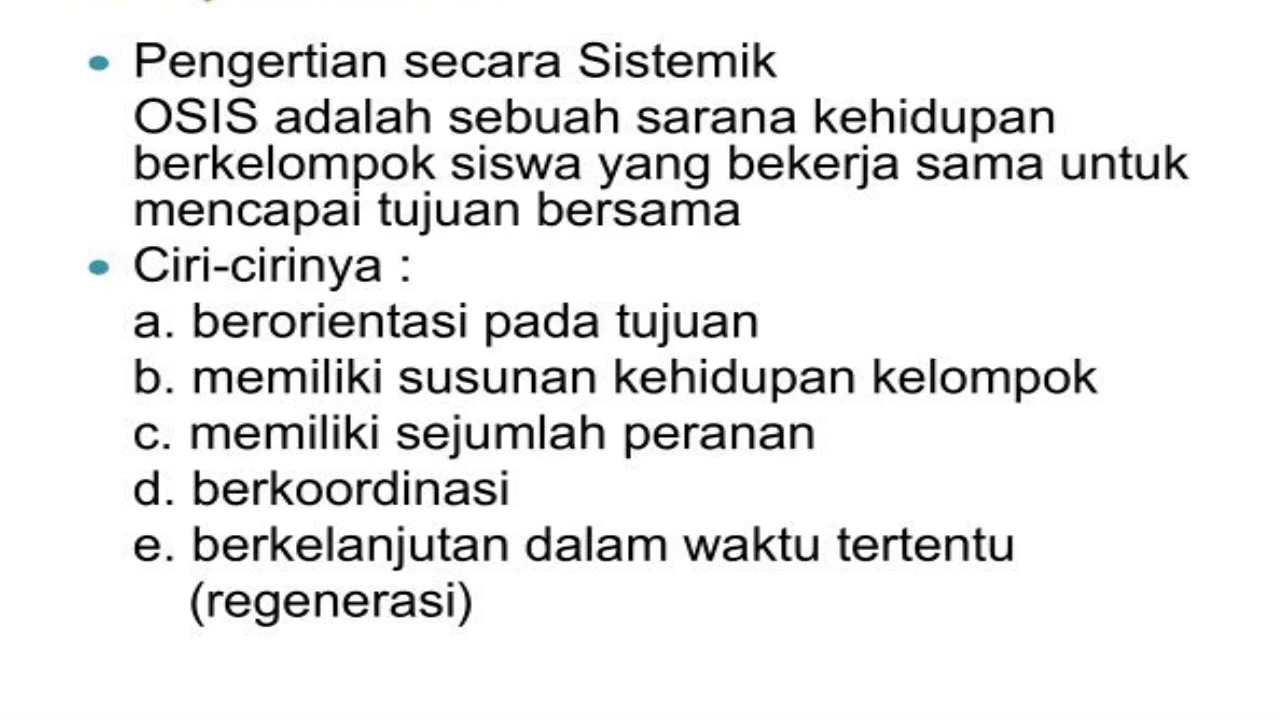 • Pengertian secara Sistemik
OSIS adalah sebuah sarana kehidupan
berkelompok siswa yang bekerja sama untuk
mencapai tujuan bersama
• Ciri-cirinya :
a. berorientasi pada tujuan
b. memiliki susunan kehidupan kelompok
c. memiliki sejumlah peranan
d. berkoordinasi
e. berkelanjutan dalam waktu tertentu
(regenerasi)